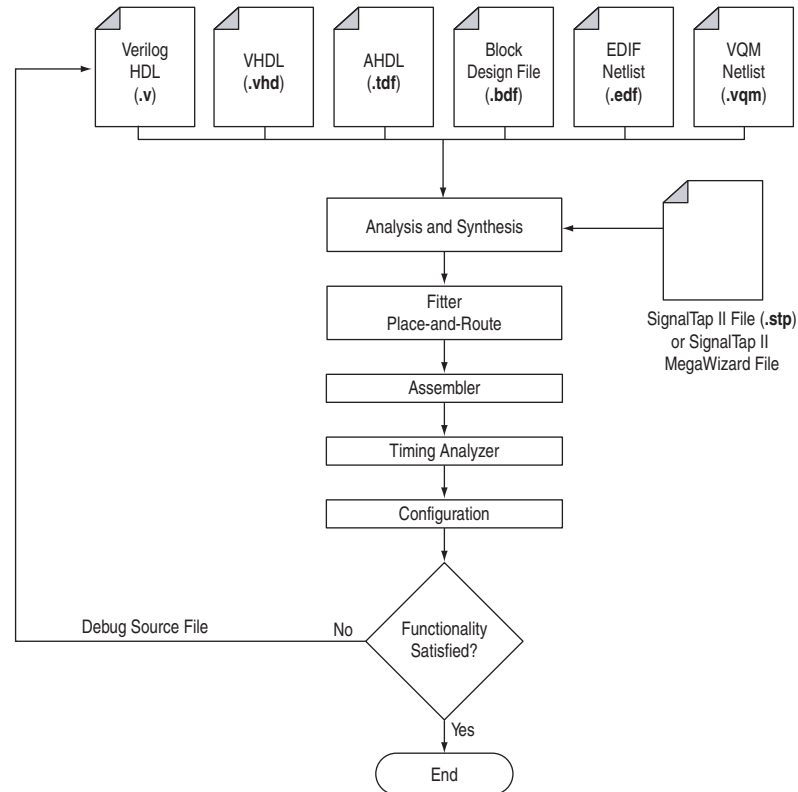 Verilog
HDL
(.v)
VHDL
(.vhd)
AHDL
(.tdf)
Block
Design File
(.bdf)
EDIF
Netlist
(.edf)
VQM
Netlist
(.vqm)
Analysis and Synthesis
SignalTap II File (.stp)
or SignalTap II
MegaWizard File
Fitter
Place-and-Route
Assembler
Timing Analyzer
Configuration
Functionality
Satisfied?
No
Debug Source File
Yes
End